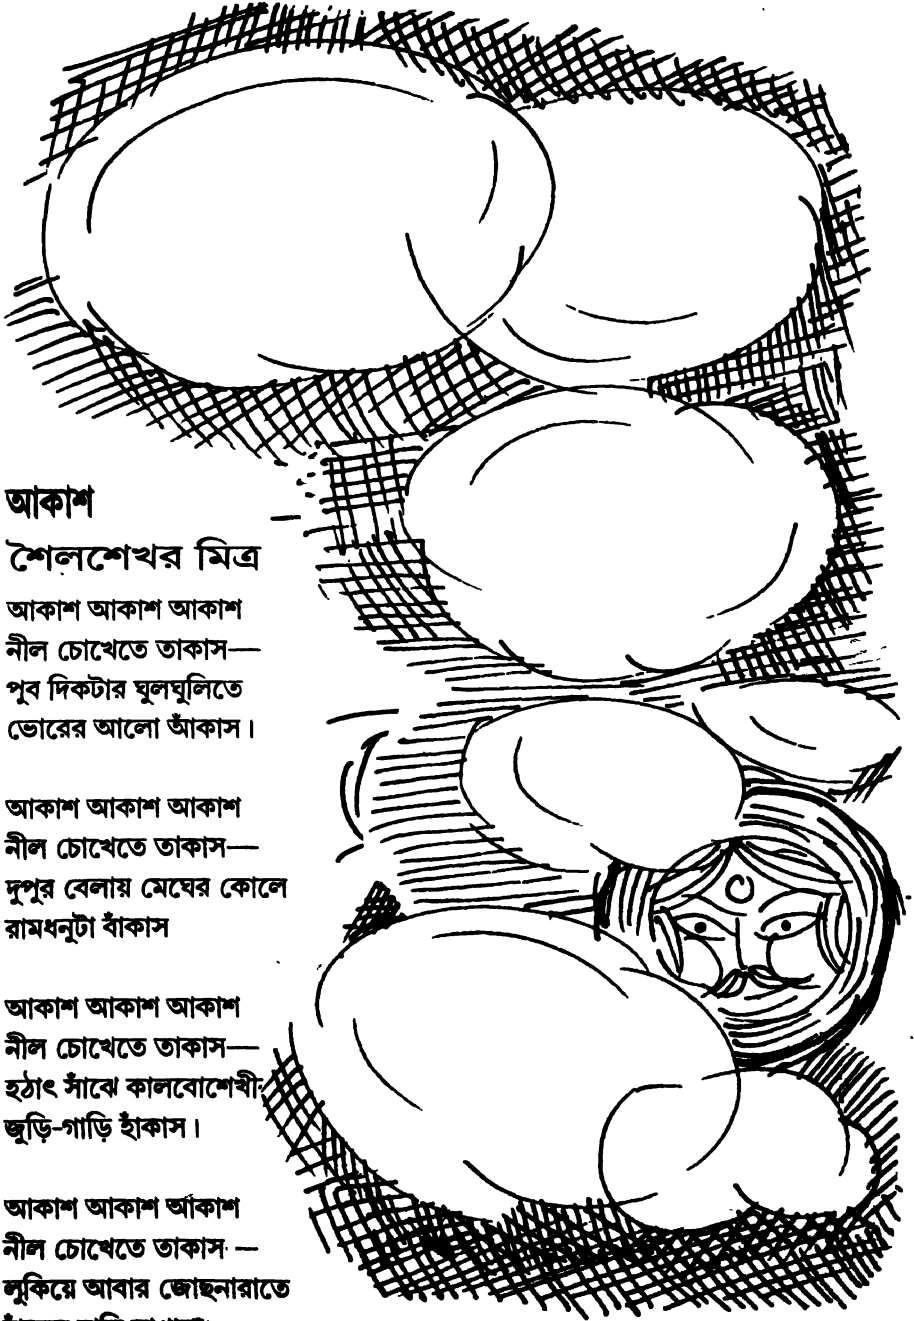 আকাশ
শৈলশেখর মিত্র
আকাশ আকাশ আকাশ
নীল চোখেতে তাকাস—
পুব দিকটার ঘুলঘুলিতে
ভোরের আলো আঁকাস।
আকাশ আকাশ আকাশ
নীল চোখেতে তাকাস—
দুপুর বেলায় মেঘের কোলে
রামধনুটা বাঁকাস
আকাশ আকাশ আকাশ
নীল চোখেতে তাকাস—
হঠাৎ সাঁঝে কালবোশেখী
জুড়ি-গাড়ি হাঁকাস।
আকাশ আকাশ আকাশ
নীল চোখেতে তাকাস —
লুকিয়ে আবার জোছনারাতে